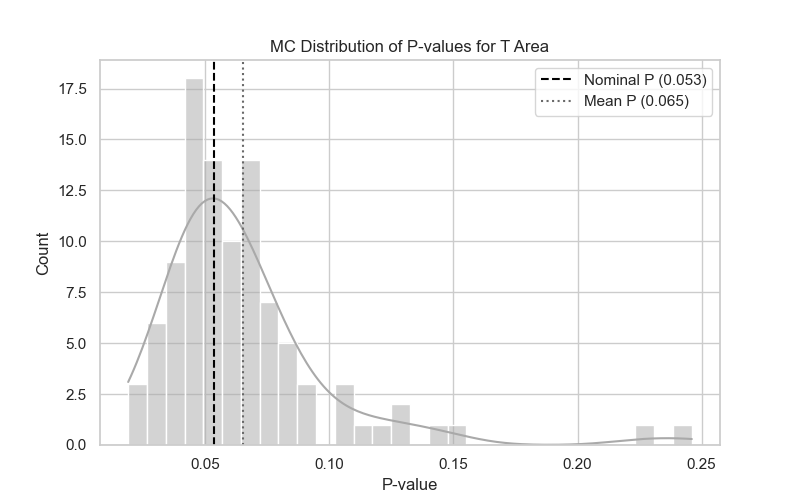 MC Distribution of P-values for T Area
Nominal P (0.053)
Mean P (0.065)
17.5
15.0
12.5
10.0
7.5
5.0
2.5
0.0
Count
0.05
0.10
0.15
0.20
0.25
P-value